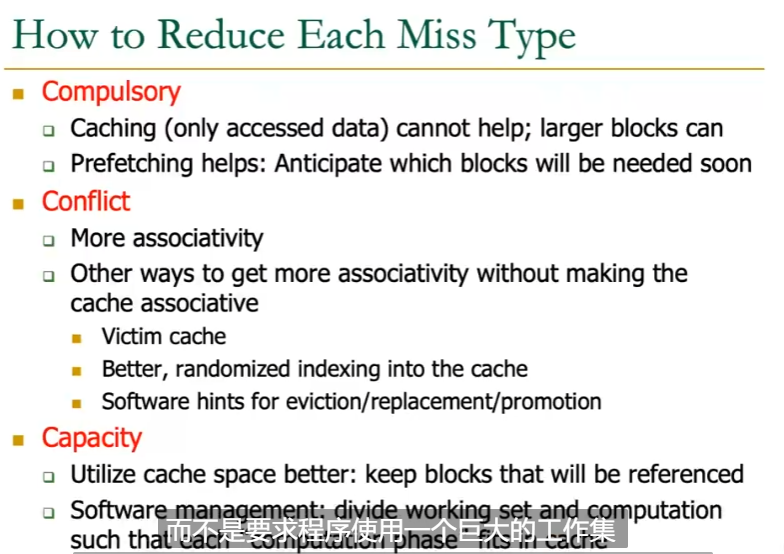 How to Reduce Each Miss Type
Compulsory
Caching (only accessed data) cannot help; larger blocks can
Prefetching helps: Anticipate which blocks will be needed soon
Conflict
More associativity
Other ways to get more associativity without making the
cache associative
Victim cache
Better, randomized indexing into the cache
Software hints for eviction/replacement/promotion
Capacity
Utilize cache space better: keep blocks that will be referenced
Software management: divide working set and computation
such that each "computation phase" fits in cache
而不是要求程序使用一个巨大的工作集